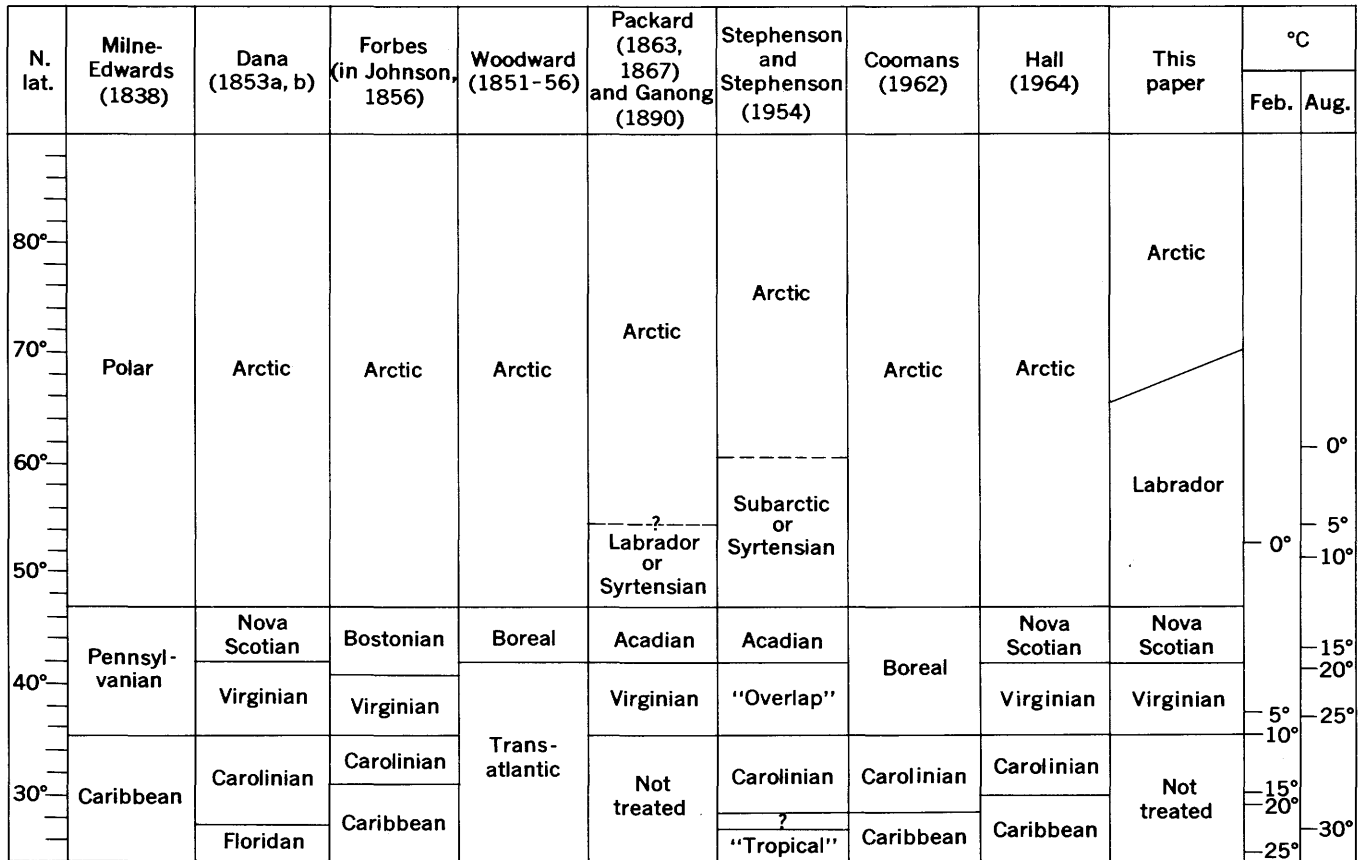 N.
lat.
Milne-
Edwards
(1838)
Dana
(1853a, b)
Forbes
(in Johnson,
1856)
Woodward
(1851-56)
Packard
(1863,
1867)
and Ganong
(1890)
Stephenson
and
Stephenson
(1954)
Coomans
(1962)
Hall
(1964)
This
paper
°C
Feb.
Aug.
80°
70°
60°
50°
40°
30°
Polar
Pennsyl-
vanian
Caribbean
Arctic
Nova
Scotian
Virginian
Carolinian
Floridan
Arctic
Bostonian
Virginian
Carolinian
Caribbean
Arctic
Boreal
Trans-
atlantic
Arctic
?
Labrador
or
Syrtensian
Acadian
Virginian
Not
treated
Arctic
Subarctic
or
Syrtensian
Acadian
"Overlap"
Carolinian
?
"Tropical"
Arctic
Boreal
Carolinian
Caribbean
Arctic
Nova
Scotian
Virginian
Carolinian
Caribbean
Arctic
Labrador
Nova
Scotian
Virginian
Not
treated
0°
5°
10°
15°
20°
25°
0°
5°
10°
15°
20°
25°
30°